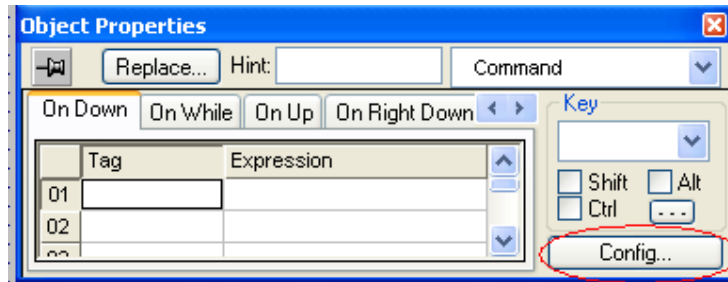 Object Properties
Replace... Hint: Command
On Down On While On Up On Right Down Key
Tag Expression
Shift Alt
01
Ctrl ...
02
Config...